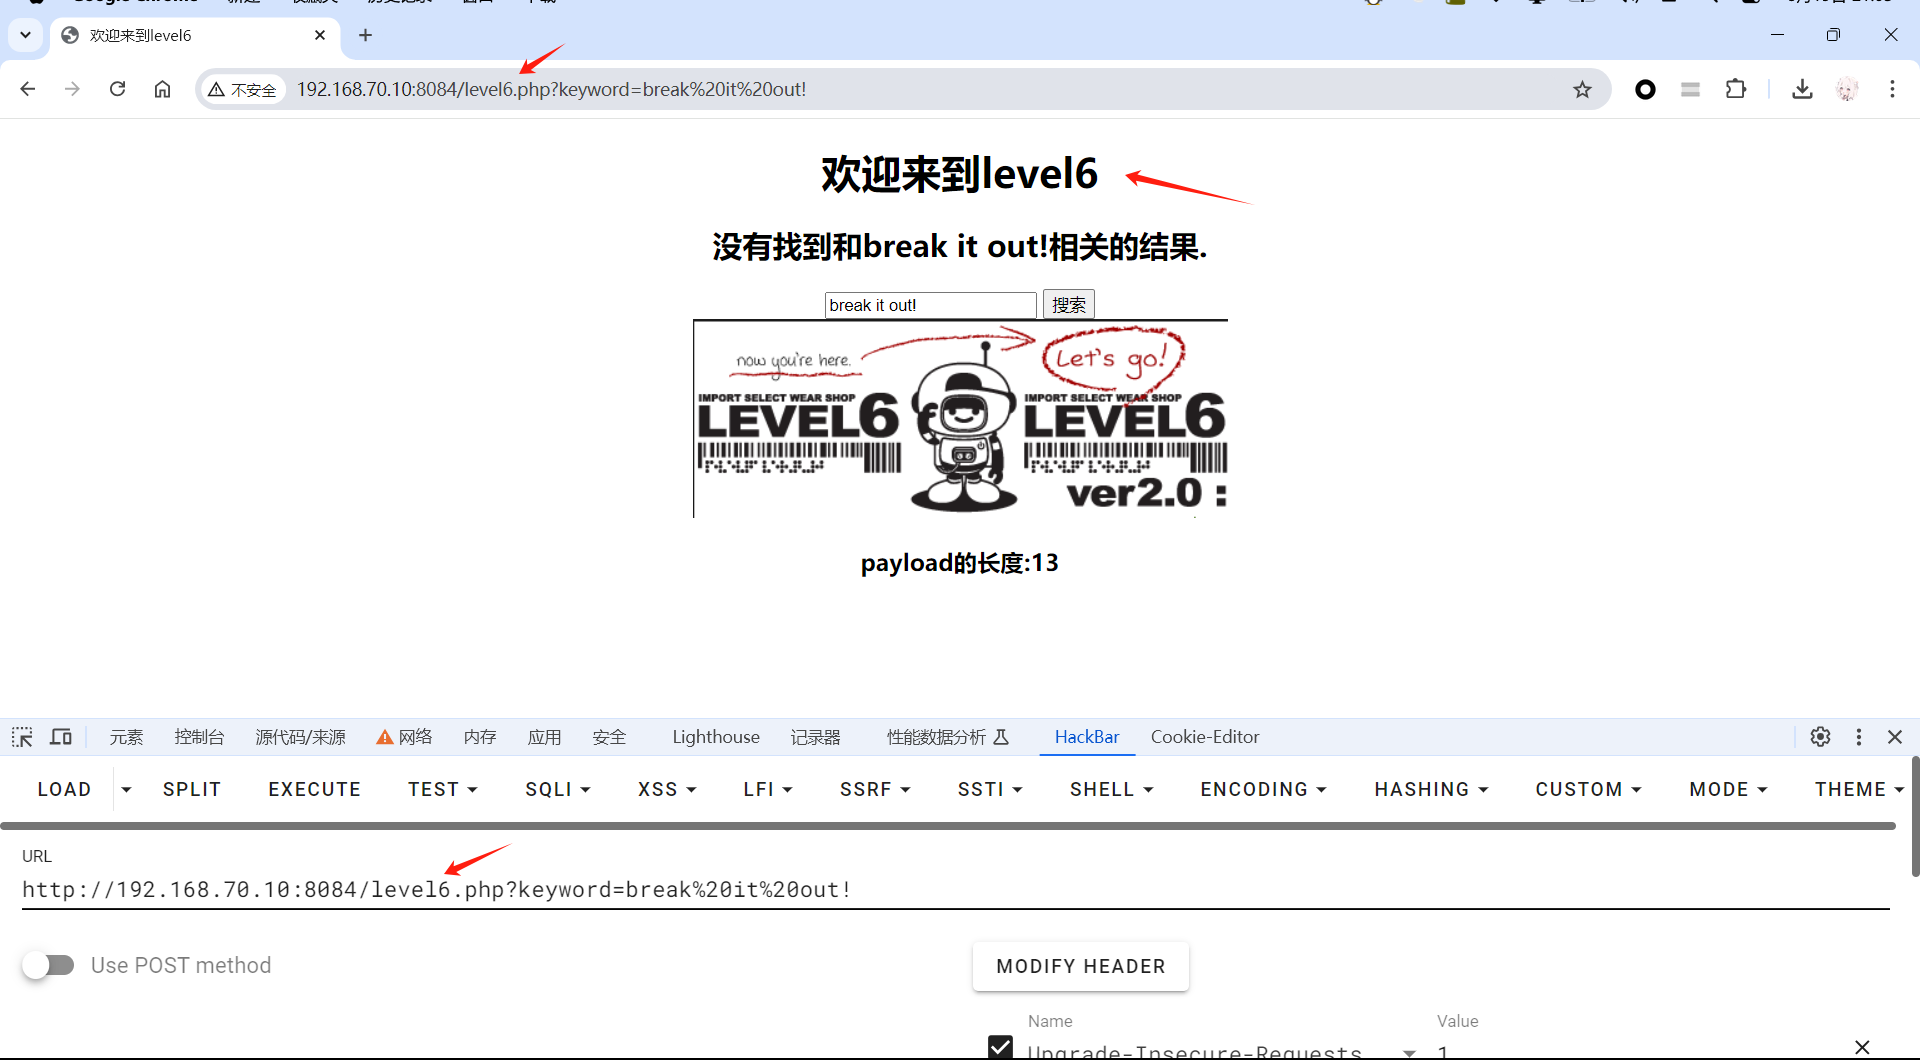 欢迎来到level6
不安全 192.168.70.10:8084/level6.php?keyword=break%20it%20out!
欢迎来到level6
没有找到和break it out!相关的结果.
break it out! 搜索
now you're here. Let's go!
IMPORT SELECT WEAR SHOP IMPORT SELECT WEAR SHOP
LEVEL6 LEVEL6
ver2.0 :
payload的长度:13
元素 控制台 源代码/来源 网络 内存 应用 安全 Lighthouse 记录器 性能数据分析 HackBar Cookie-Editor
LOAD SPLIT EXECUTE TEST SQLI XSS LFI SSRF SSTI SHELL ENCODING HASHING CUSTOM MODE THEME
URL
http://192.168.70.10:8084/level6.php?keyword=break%20it%20out!
Use POST method MODIFY HEADER
Name Value
Upgrade-Insecure-Requests 1